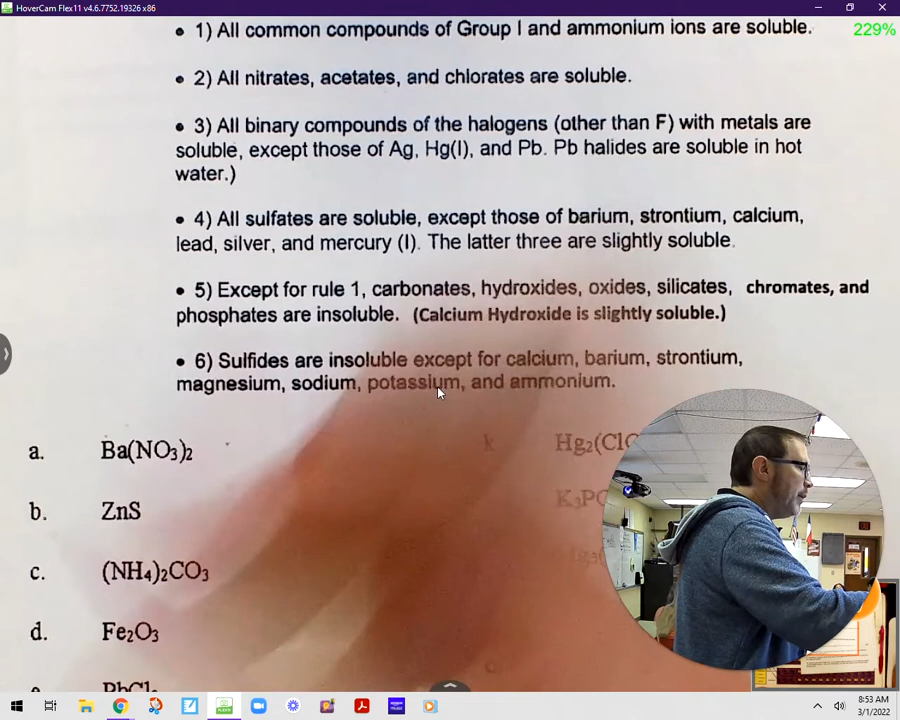 HoverCam Flex11 v4.6.7752.19326 x86
229%
• 1) All common compounds of Group I and ammonium ions are soluble.
• 2) All nitrates, acetates, and chlorates are soluble.
• 3) All binary compounds of the halogens (other than F) with metals are
soluble, except those of Ag, Hg(I), and Pb. Pb halides are soluble in hot
water.)
• 4) All sulfates are soluble, except those of barium, strontium, calcium,
lead, silver, and mercury (I). The latter three are slightly soluble.
• 5) Except for rule 1, carbonates, hydroxides, oxides, silicates, chromates, and
phosphates are insoluble. (Calcium Hydroxide is slightly soluble.)
• 6) Sulfides are insoluble except for calcium, barium, strontium,
magnesium, sodium, potassium, and ammonium.
a. Ba(NO₃)₂
k
b. ZnS
c. (NH₄)₂CO₃
d. Fe₂O₃
8:53 AM
3/1/2022